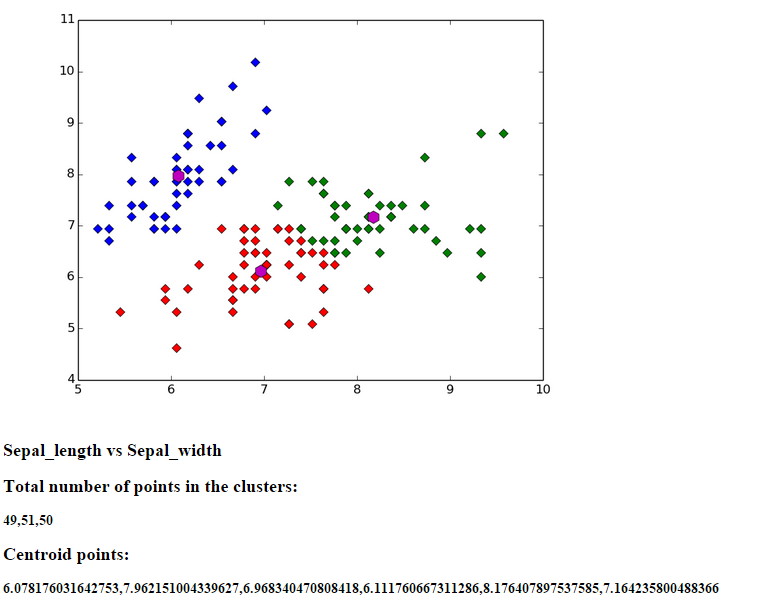 11
10
9
8
7
6
5
4
5 6 7 8 9 10
Sepal_length vs Sepal_width
Total number of points in the clusters:
49,51,50
Centroid points:
6.078176031642753,7.962151004339627,6.968340470808418,6.111760667311286,8.176407897537585,7.164235800488366